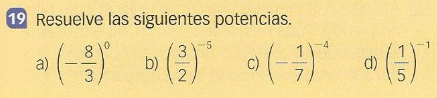 19 Resuelve las siguientes potencias.
a) (-8/3)^0 b) (3/2)^-5 c) (-1/7)^-4 d) (1/5)^-1